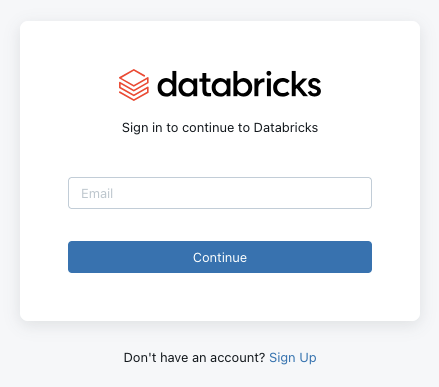 databricks
Sign in to continue to Databricks
Email
Continue
Don't have an account? Sign Up